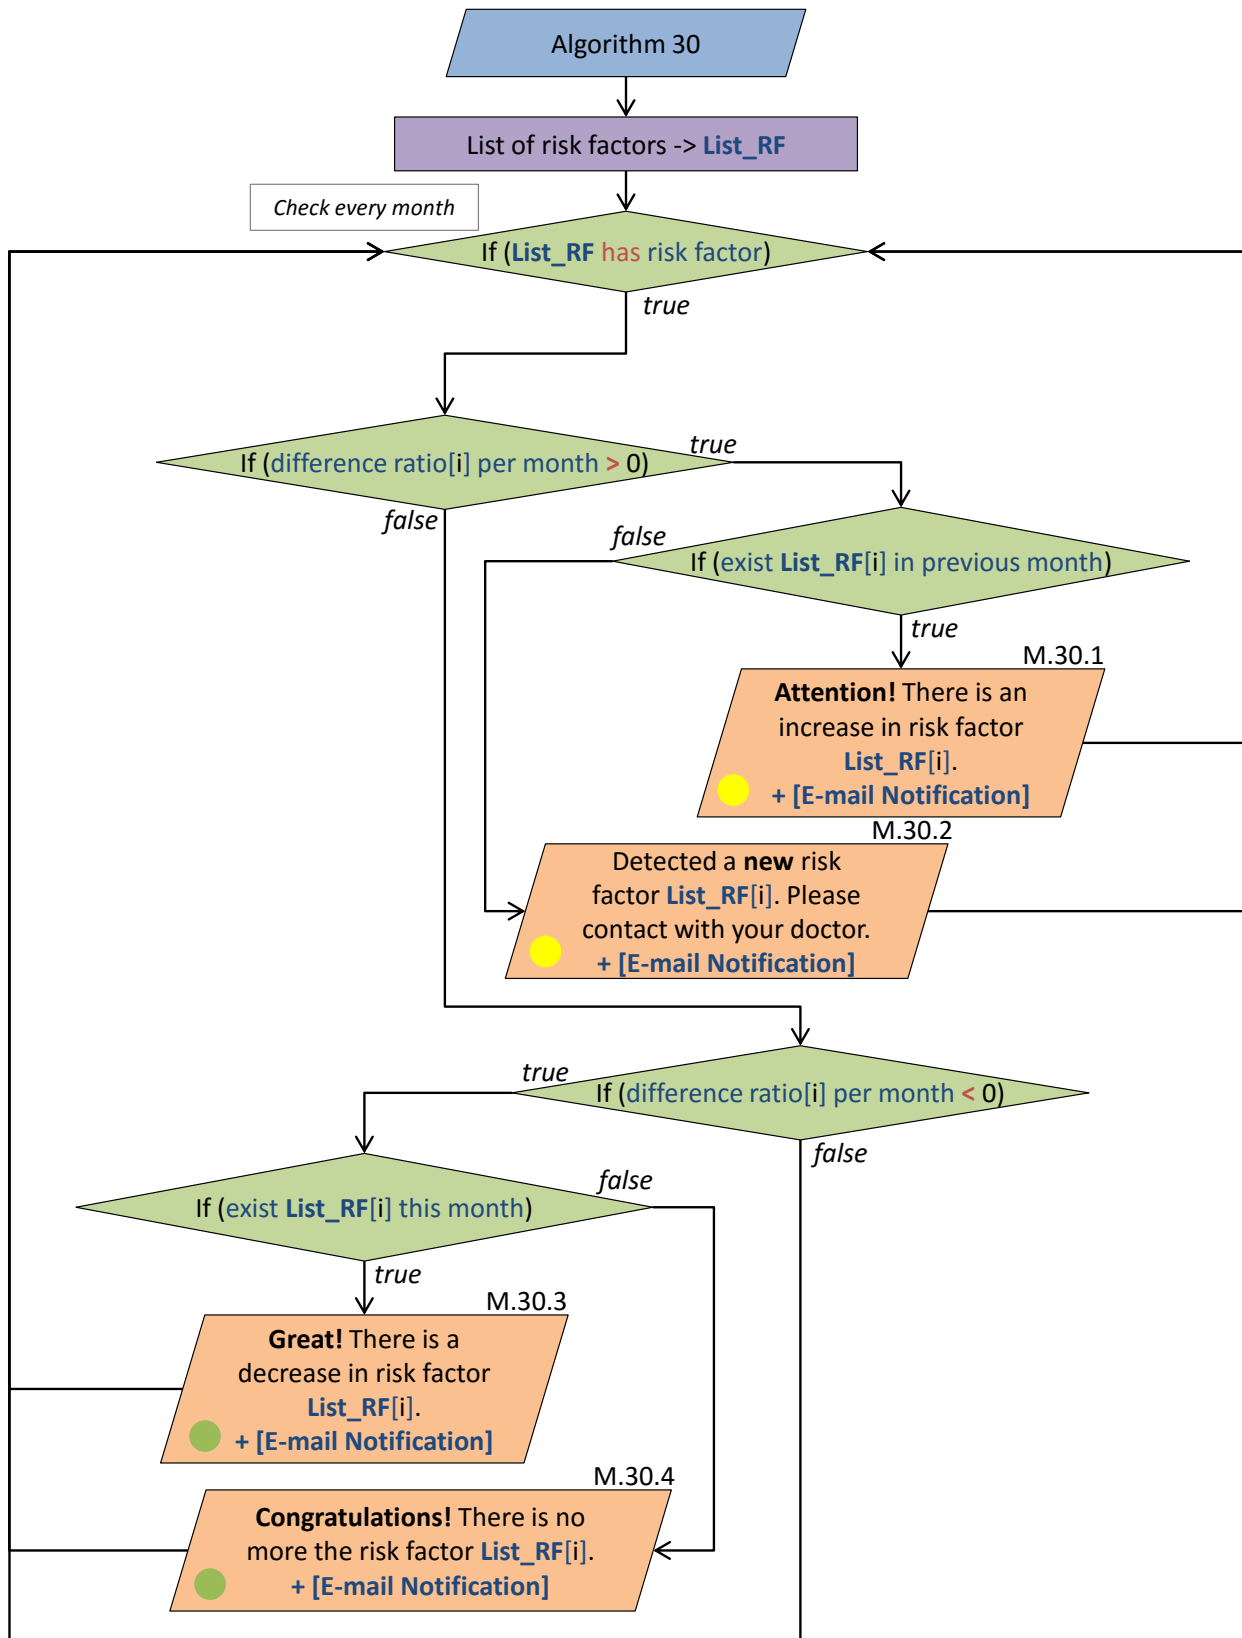 Algorithm 30
List of risk factors -> List_RF
Check every month
If (List_RF has risk factor)
true
If (difference ratio[i] per month > 0)
true
false
If (exist List_RF[i] in previous month)
false
true
M.30.1
Attention! There is an
increase in risk factor
List_RF[i].
+ [E-mail Notification]
M.30.2
Detected a new risk
factor List_RF[i]. Please
contact with your doctor.
+ [E-mail Notification]
If (difference ratio[i] per month < 0)
true
false
If (exist List_RF[i] this month)
false
true
M.30.3
Great! There is a
decrease in risk factor
List_RF[i].
+ [E-mail Notification]
M.30.4
Congratulations! There is no
more the risk factor List_RF[i].
+ [E-mail Notification]